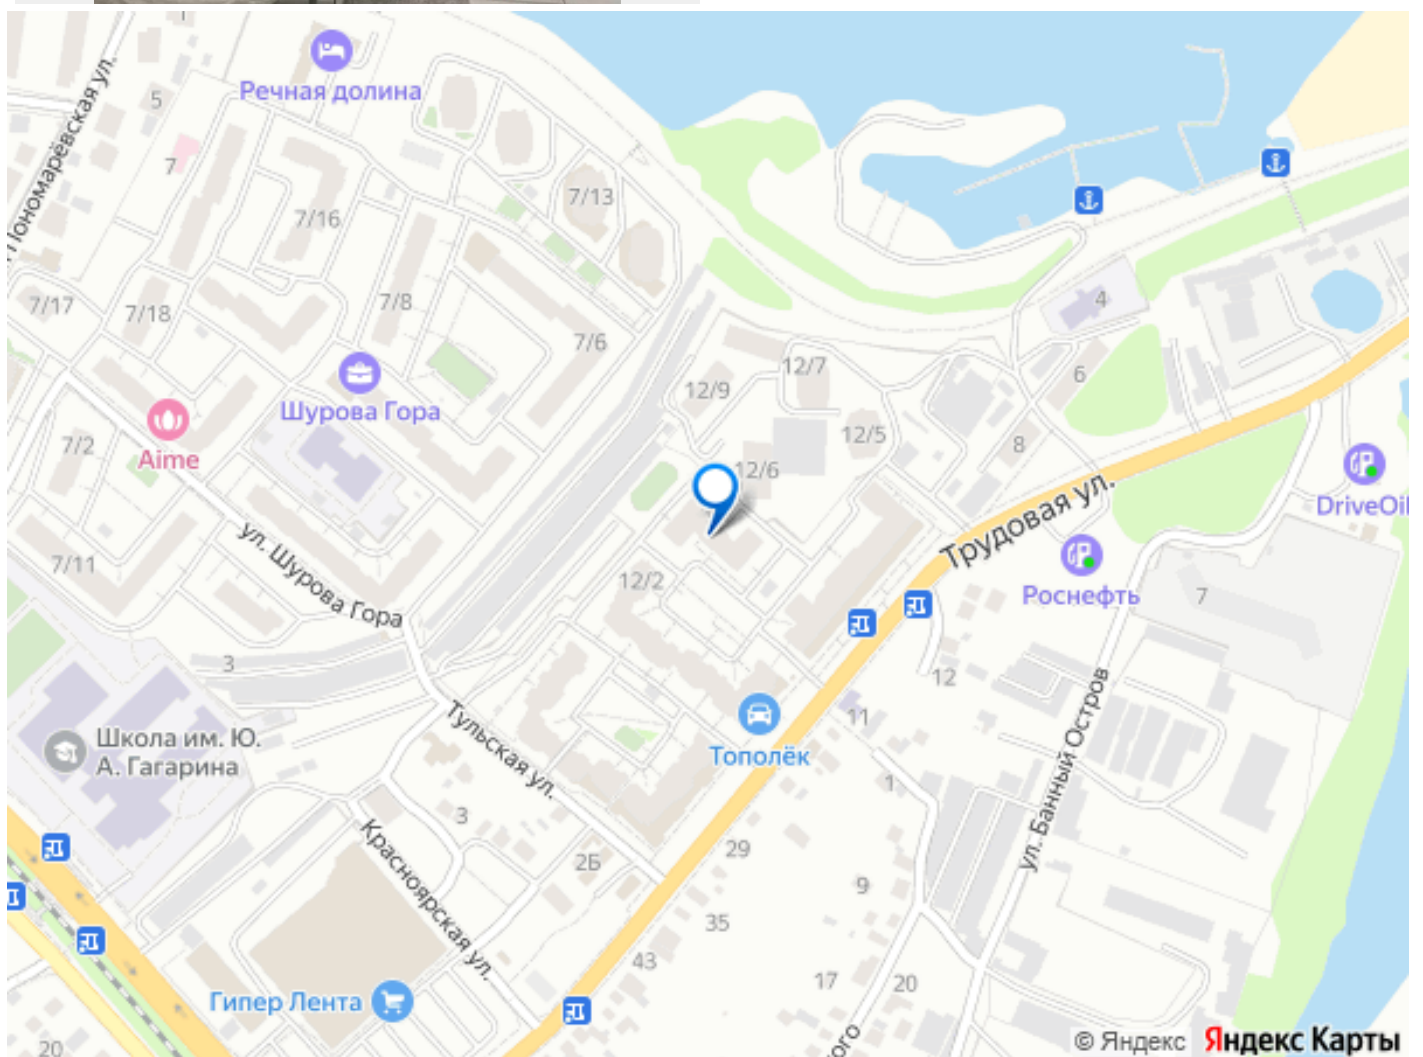 Пономарёвская ул.
1
5
7
Речная долина
7/13
7/16
7/17
7/18
7/8
7/6
4
12/7
12/9
6
Шурова Гора
12/5
8
7/2
Aime
12/6
DriveOil
Трудовая ул.
7/11
ул. Шурова Гора
12/2
Роснефть
7
3
12
11
Школа им. Ю.
А. Гагарина
Тульская ул.
Тополёк
ул. Банный Остров
1
3
2Б
29
Красноярская ул.
9
35
43
17
20
Гипер Лента
20
ого
© Яндекс Яндекс Карты